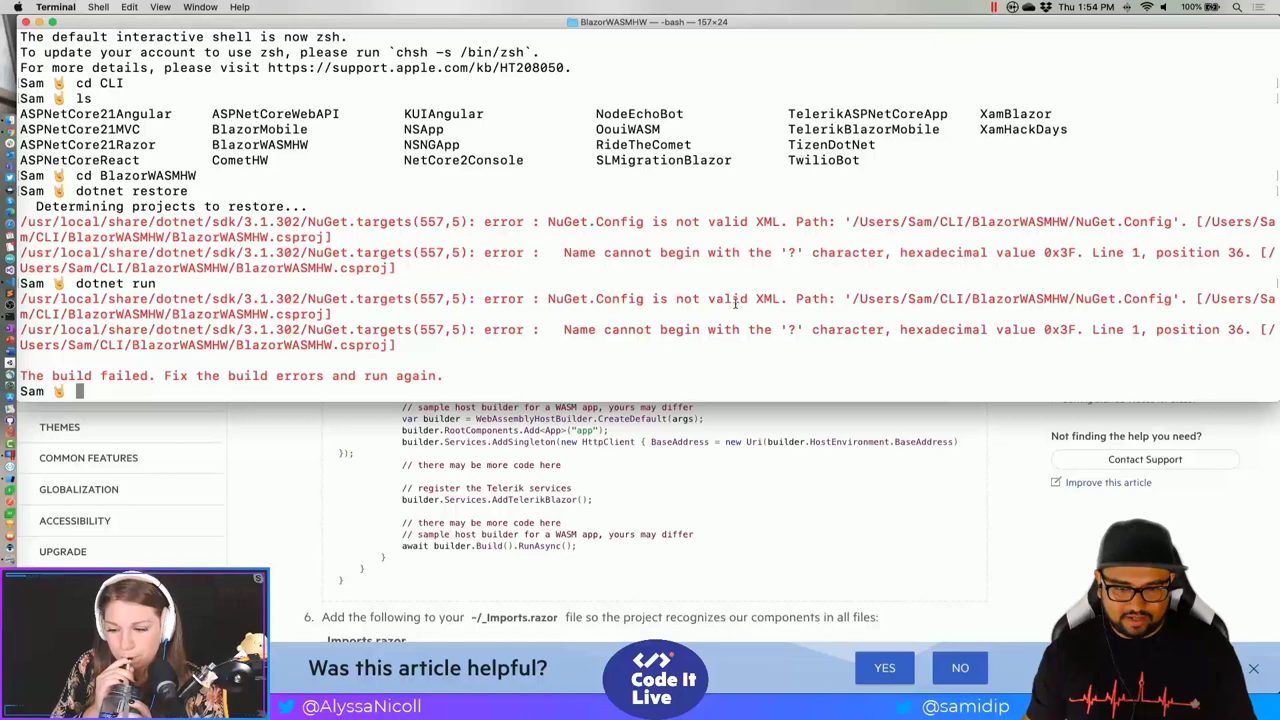 Terminal Shell Edit View Window Help
Thu 1:54 PM
100%
BlazorWASMHW — -bash — 157×24
The default interactive shell is now zsh.
To update your account to use zsh, please run `chsh -s /bin/zsh`.
For more details, please visit https://support.apple.com/kb/HT208050.
Sam 🤘 cd CLI
Sam 🤘 ls
ASPNetCore21Angular ASPNetCoreWebAPI KUIAngular NodeEchoBot TelerikASPNetCoreApp XamBlazor
ASPNetCore21MVC BlazorMobile NSApp OouiWASM TelerikBlazorMobile XamHackDays
ASPNetCore21Razor BlazorWASMHW NSNGApp RideTheComet TizenDotNet
ASPNetCoreReact CometHW NetCore2Console SLMigrationBlazor TwilioBot
Sam 🤘 cd BlazorWASMHW
Sam 🤘 dotnet restore
Determining projects to restore...
/usr/local/share/dotnet/sdk/3.1.302/NuGet.targets(557,5): error : NuGet.Config is not valid XML. Path: '/Users/Sam/CLI/BlazorWASMHW/NuGet.Config'. [/Users/Sa
m/CLI/BlazorWASMHW/BlazorWASMHW.csproj]
/usr/local/share/dotnet/sdk/3.1.302/NuGet.targets(557,5): error :   Name cannot begin with the '?' character, hexadecimal value 0x3F. Line 1, position 36. [/
Users/Sam/CLI/BlazorWASMHW/BlazorWASMHW.csproj]
Sam 🤘 dotnet run
/usr/local/share/dotnet/sdk/3.1.302/NuGet.targets(557,5): error : NuGet.Config is not valid XML. Path: '/Users/Sam/CLI/BlazorWASMHW/NuGet.Config'. [/Users/Sa
m/CLI/BlazorWASMHW/BlazorWASMHW.csproj]
/usr/local/share/dotnet/sdk/3.1.302/NuGet.targets(557,5): error :   Name cannot begin with the '?' character, hexadecimal value 0x3F. Line 1, position 36. [/
Users/Sam/CLI/BlazorWASMHW/BlazorWASMHW.csproj]
The build failed. Fix the build errors and run again.
Sam 🤘
THEMES
COMMON FEATURES
GLOBALIZATION
ACCESSIBILITY
UPGRADE
// sample host builder for a WASM app, yours may differ
var builder = WebAssemblyHostBuilder.CreateDefault(args);
builder.RootComponents.Add<App>("app");
builder.Services.AddSingleton(new HttpClient { BaseAddress = new Uri(builder.HostEnvironment.BaseAddress)
});
// there may be more code here
// register the Telerik services
builder.Services.AddTelerikBlazor();
// there may be more code here
// sample host builder for a WASM app, yours may differ
await builder.Build().RunAsync();
}
}
}
6. Add the following to your ~/_Imports.razor file so the project recognizes our components in all files:
Imports.razor
Not finding the help you need?
Contact Support
Improve this article
Was this article helpful?
YES
NO
Code It
Live
@AlyssaNicoll
@samidip